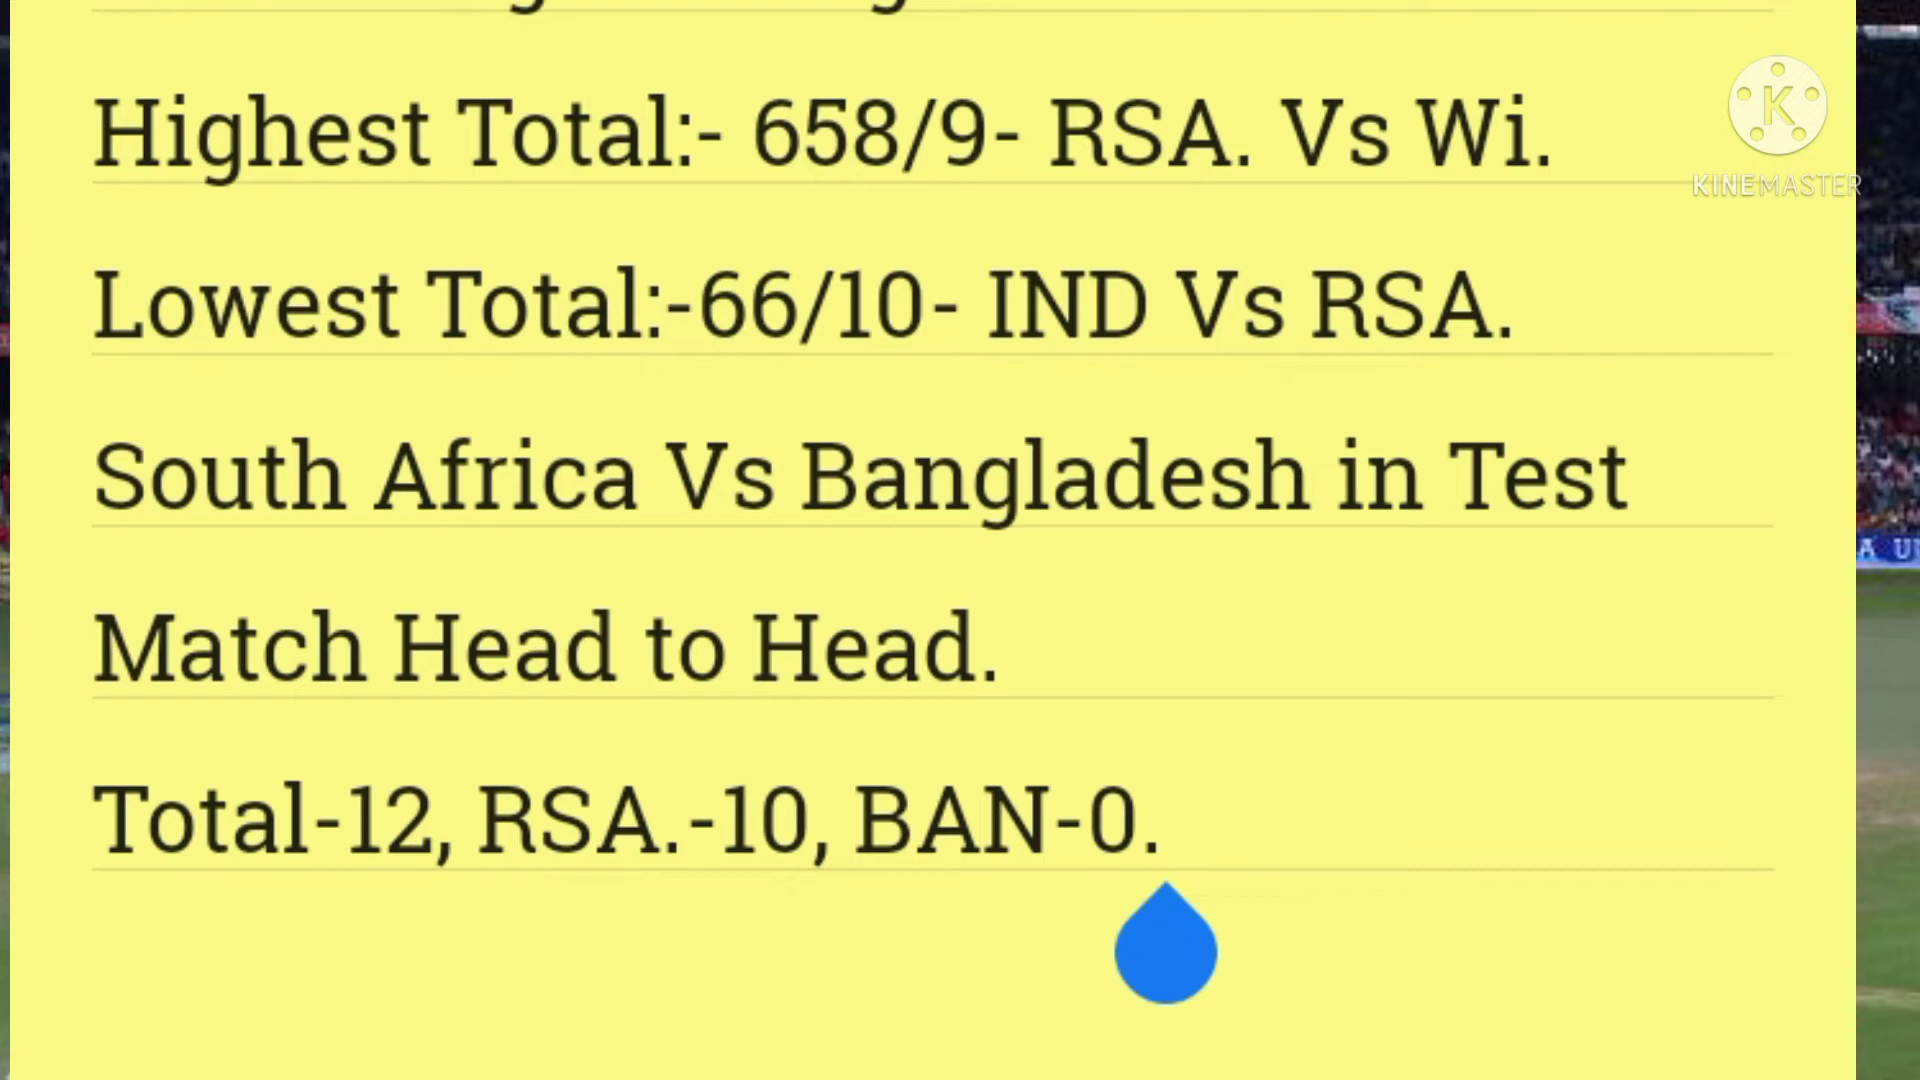 Highest Total:- 658/9- RSA. Vs Wi.
KINEMASTER
Lowest Total:-66/10- IND Vs RSA.
South Africa Vs Bangladesh in Test
A U
Match Head to Head.
Total-12, RSA.-10, BAN-0.